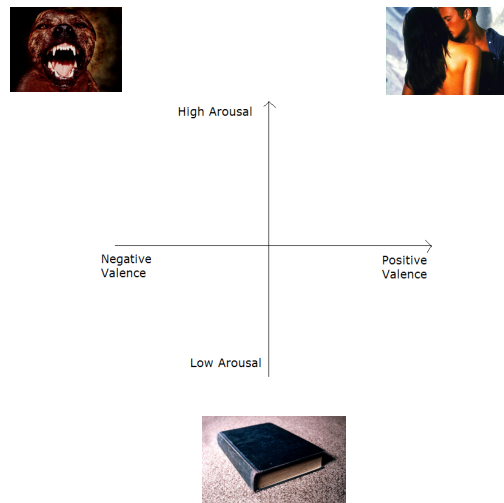 High Arousal
Negative
Valence
Positive
Valence
Low Arousal